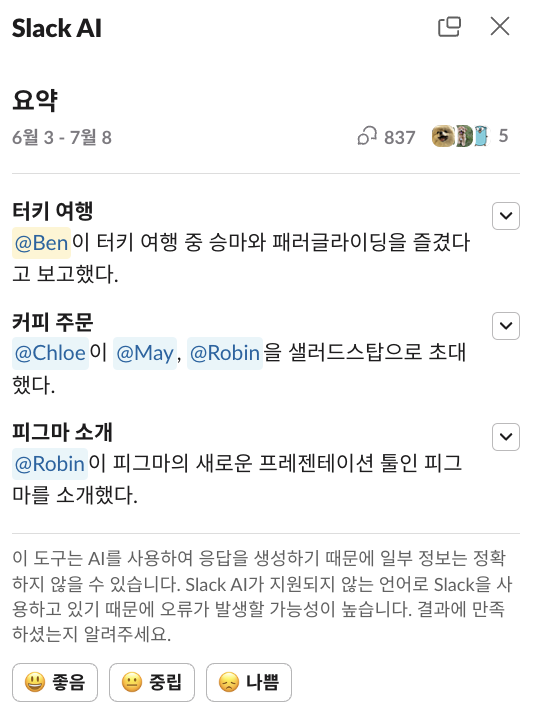 Slack AI
요약
6월 3 - 7월 8
837
5
터키 여행
@Ben이 터키 여행 중 승마와 패러글라이딩을 즐겼다
고 보고했다.
커피 주문
@Chloe이 @May, @Robin을 샐러드스탑으로 초대
했다.
피그마 소개
@Robin이 피그마의 새로운 프레젠테이션 툴인 피그
마를 소개했다.
이 도구는 AI를 사용하여 응답을 생성하기 때문에 일부 정보는 정확
하지 않을 수 있습니다. Slack AI가 지원되지 않는 언어로 Slack을 사
용하고 있기 때문에 오류가 발생할 가능성이 높습니다. 결과에 만족
하셨는지 알려주세요.
좋음
중립
나쁨